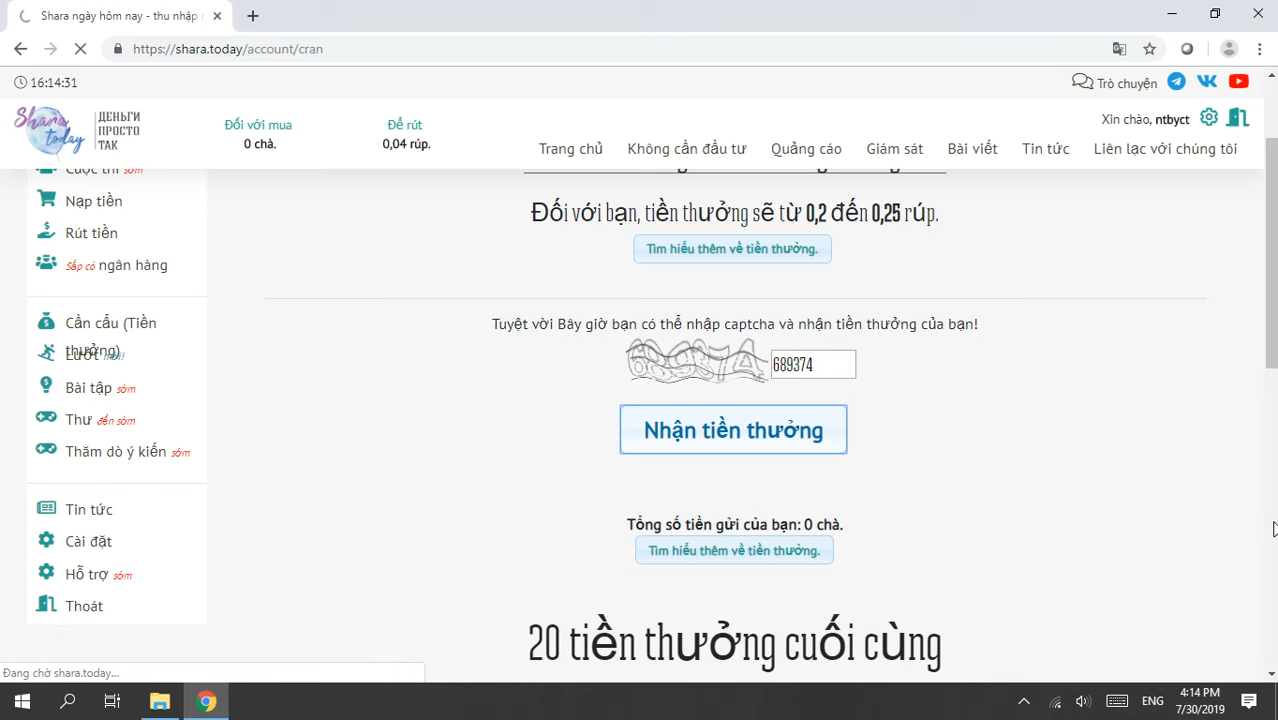 Shara ngày hôm nay - thu nhập
https://shara.today/account/cran
16:14:31
Trò chuyện
Shara today
ДЕНЬГИ
ПРОСТО
ТАК
Đối với mua
0 chà.
Để rút
0,04 rúp.
Xin chào, ntbyct
Trang chủ
Không cần đầu tư
Quảng cáo
Giám sát
Bài viết
Tin tức
Liên lạc với chúng tôi
Cuộc thi sớm
Nạp tiền
Rút tiền
Sắp có ngân hàng
Cần cẩu (Tiền
thưởng)
Lướt mới!
Bài tập sớm
Thư đến sớm
Thăm dò ý kiến sớm
Tin tức
Cài đặt
Hỗ trợ sớm
Thoát
Đối với bạn, tiền thưởng sẽ từ 0,2 đến 0,25 rúp.
Tìm hiểu thêm về tiền thưởng.
Tuyệt vời Bây giờ bạn có thể nhập captcha và nhận tiền thưởng của bạn!
689374
Nhận tiền thưởng
Tổng số tiền gửi của bạn: 0 chà.
Tìm hiểu thêm về tiền thưởng.
20 tiền thưởng cuối cùng
Đang chờ shara.today...
ENG
4:14 PM
7/30/2019